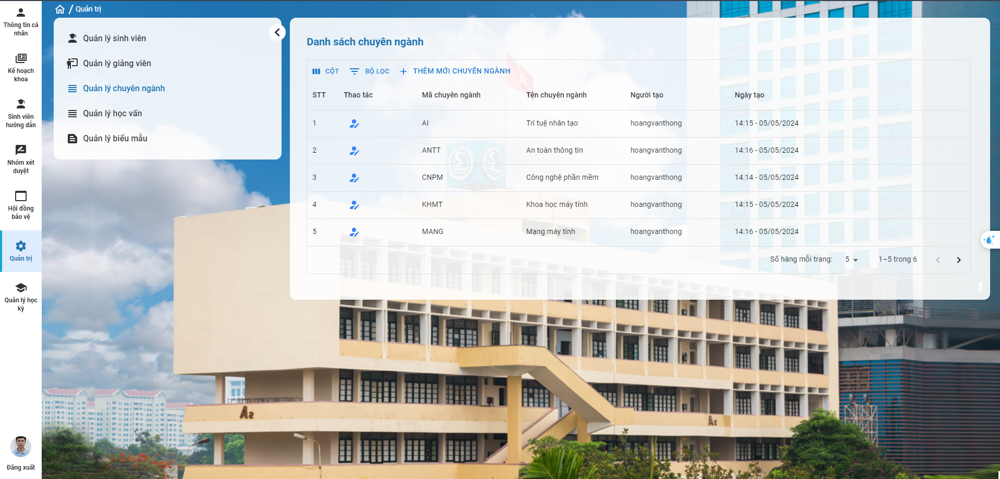 Quản trị
Thông tin cá
nhân
Kế hoạch
khoa
Sinh viên
hướng dẫn
Nhóm xét
duyệt
Hội đồng
bảo vệ
Quản trị
Quản lý học
kỳ
Đăng xuất
Quản lý sinh viên
Quản lý giảng viên
Quản lý chuyên ngành
Quản lý học vấn
Quản lý biểu mẫu
Danh sách chuyên ngành
CỘT BỘ LỌC THÊM MỚI CHUYÊN NGÀNH
STT Thao tác Mã chuyên ngành Tên chuyên ngành Người tạo Ngày tạo
1 AI Trí tuệ nhân tạo hoangvanthong 14:15 - 05/05/2024
2 ANTT An toàn thông tin hoangvanthong 14:16 - 05/05/2024
3 CNPM Công nghệ phần mềm hoangvanthong 14:14 - 05/05/2024
4 KHMT Khoa học máy tính hoangvanthong 14:15 - 05/05/2024
5 MANG Mạng máy tính hoangvanthong 14:16 - 05/05/2024
Số hàng mỗi trang: 5 1–5 trong 6
A2
A2